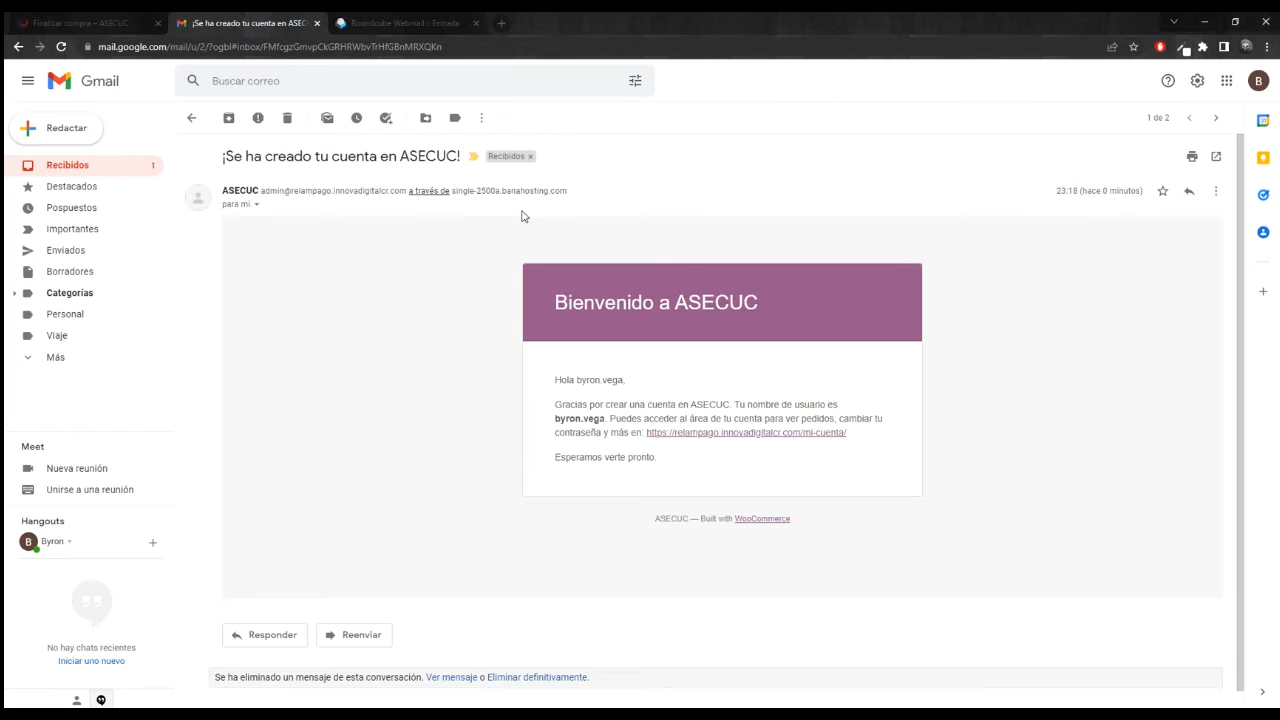 Finalizar compra – ASECUC
¡Se ha creado tu cuenta en ASEC
Roundcube Webmail :: Entrada
mail.google.com/mail/u/2/?ogbl#inbox/FMfcgzGmvpCkGRHRWbvTrHfGBnMRXQKn
Gmail
Buscar correo
B
Redactar
1 de 2
Recibidos 1
Destacados
Pospuestos
Importantes
Enviados
Borradores
Categorías
Personal
Viaje
Más
¡Se ha creado tu cuenta en ASECUC! Recibidos x
ASECUC admin@relampago.innovadigitalcr.com a través de single-2500a.banahosting.com
23:18 (hace 0 minutos)
para mí
Bienvenido a ASECUC
Hola byron.vega,
Gracias por crear una cuenta en ASECUC. Tu nombre de usuario es
byron.vega. Puedes acceder al área de tu cuenta para ver pedidos, cambiar tu
contraseña y más en: https://relampago.innovadigitalcr.com/mi-cuenta/
Esperamos verte pronto.
ASECUC — Built with WooCommerce
Meet
Nueva reunión
Unirse a una reunión
Hangouts
B Byron
No hay chats recientes
Iniciar uno nuevo
Responder
Reenviar
Se ha eliminado un mensaje de esta conversación. Ver mensaje o Eliminar definitivamente.